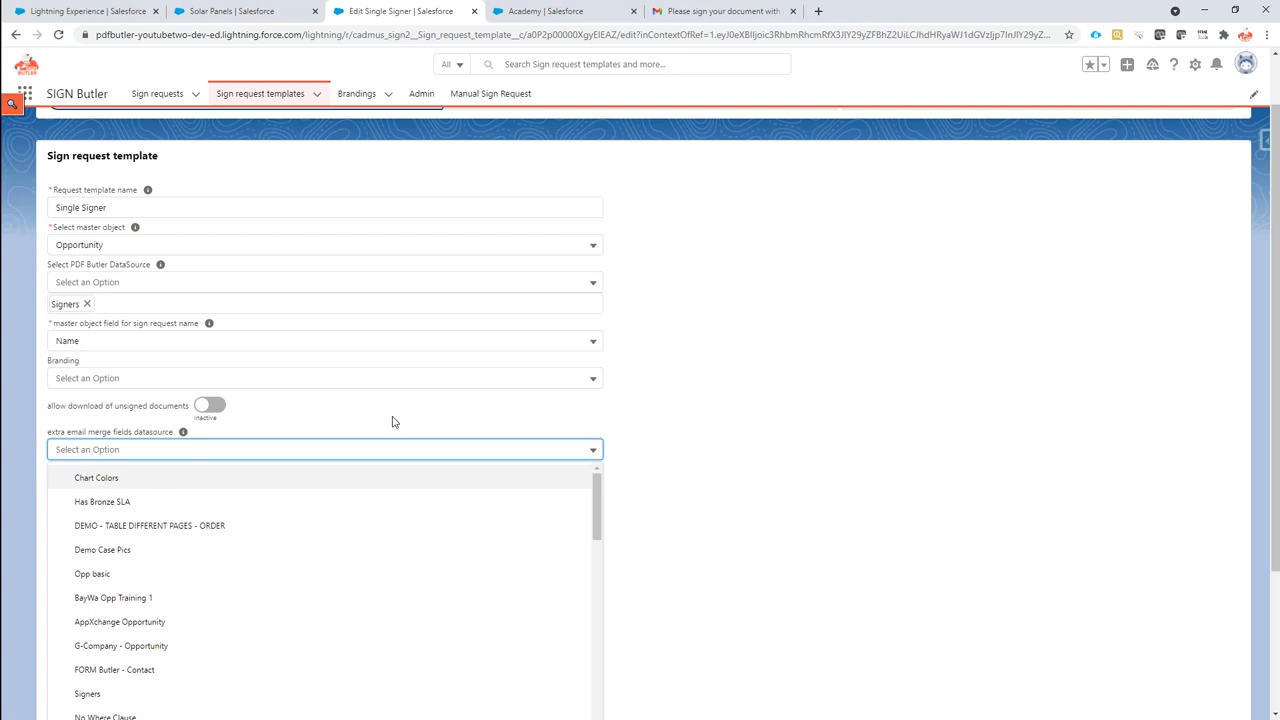 Lightning Experience | Salesforce
Solar Panels | Salesforce
Edit Single Signer | Salesforce
Academy | Salesforce
Please sign your document with
All
Search Sign request templates and more...
SIGN Butler
Sign requests
Sign request templates
Brandings
Admin
Manual Sign Request
Sign request template
*Request template name
Single Signer
*Select master object
Opportunity
Select PDF Butler DataSource
Select an Option
Signers
*master object field for sign request name
Name
Branding
Select an Option
allow download of unsigned documents
Inactive
extra email merge fields datasource
Select an Option
Chart Colors
Has Bronze SLA
DEMO - TABLE DIFFERENT PAGES - ORDER
Demo Case Pics
Opp basic
BayWa Opp Training 1
AppXchange Opportunity
G-Company - Opportunity
FORM Butler - Contact
Signers
No Where Clause